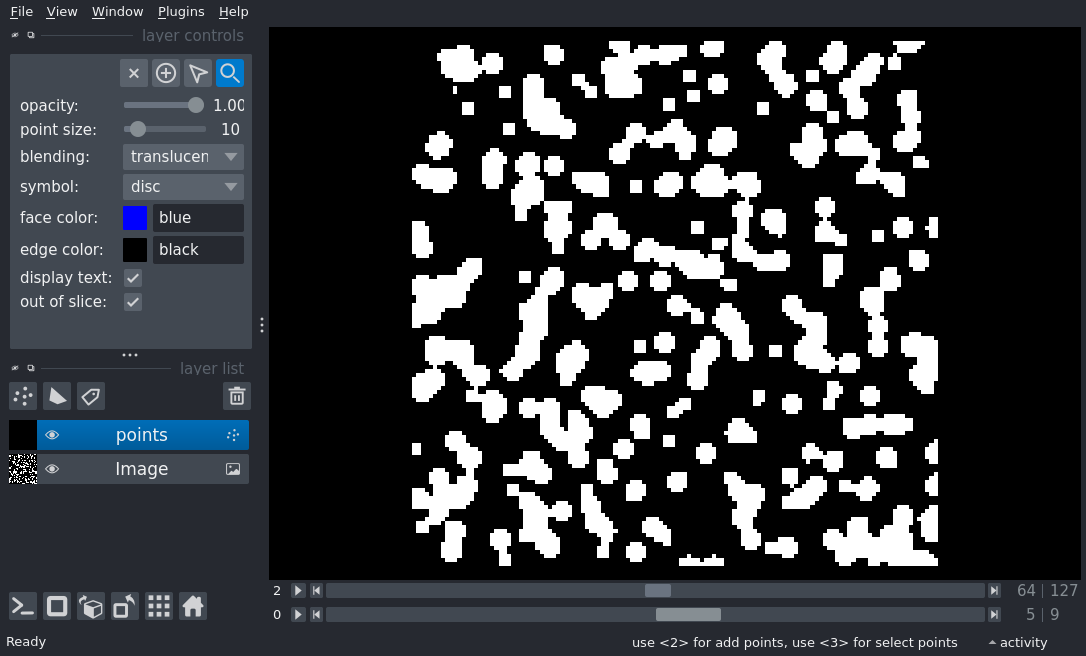 File View Window Plugins Help
layer controls
opacity: 1.00
point size: 10
blending: translucen
symbol: disc
face color: blue
edge color: black
display text:
out of slice:
layer list
points
Image
2 64 127
0 5 9
Ready use <2> for add points, use <3> for select points activity